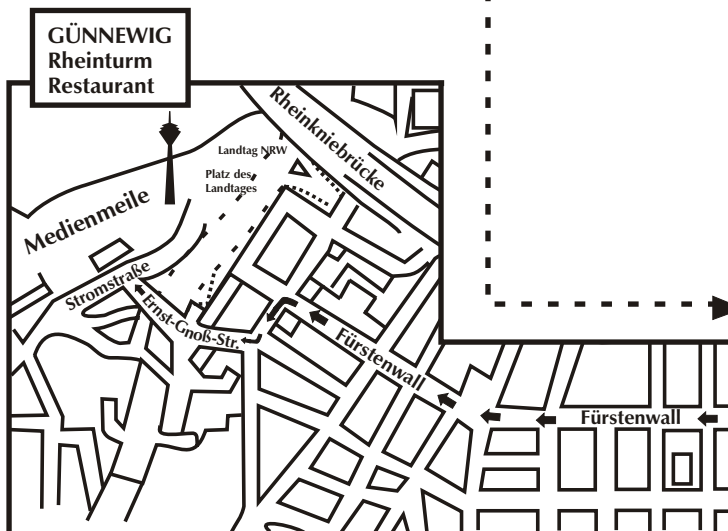 GÜNNEWIG
Rheinturm
Restaurant
Rheinkniebrücke
Landtag NRW
Platz des
Landtages
Medienmeile
Stromstraße
Ernst-Gnoß-Str.
Fürstenwall
Fürstenwall